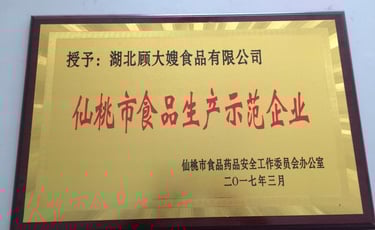 授予：湖北顾大嫂食品有限公司
仙桃市食品生产示范企业
仙桃市食品药品安全工作委员会办公室
二〇一七年三月